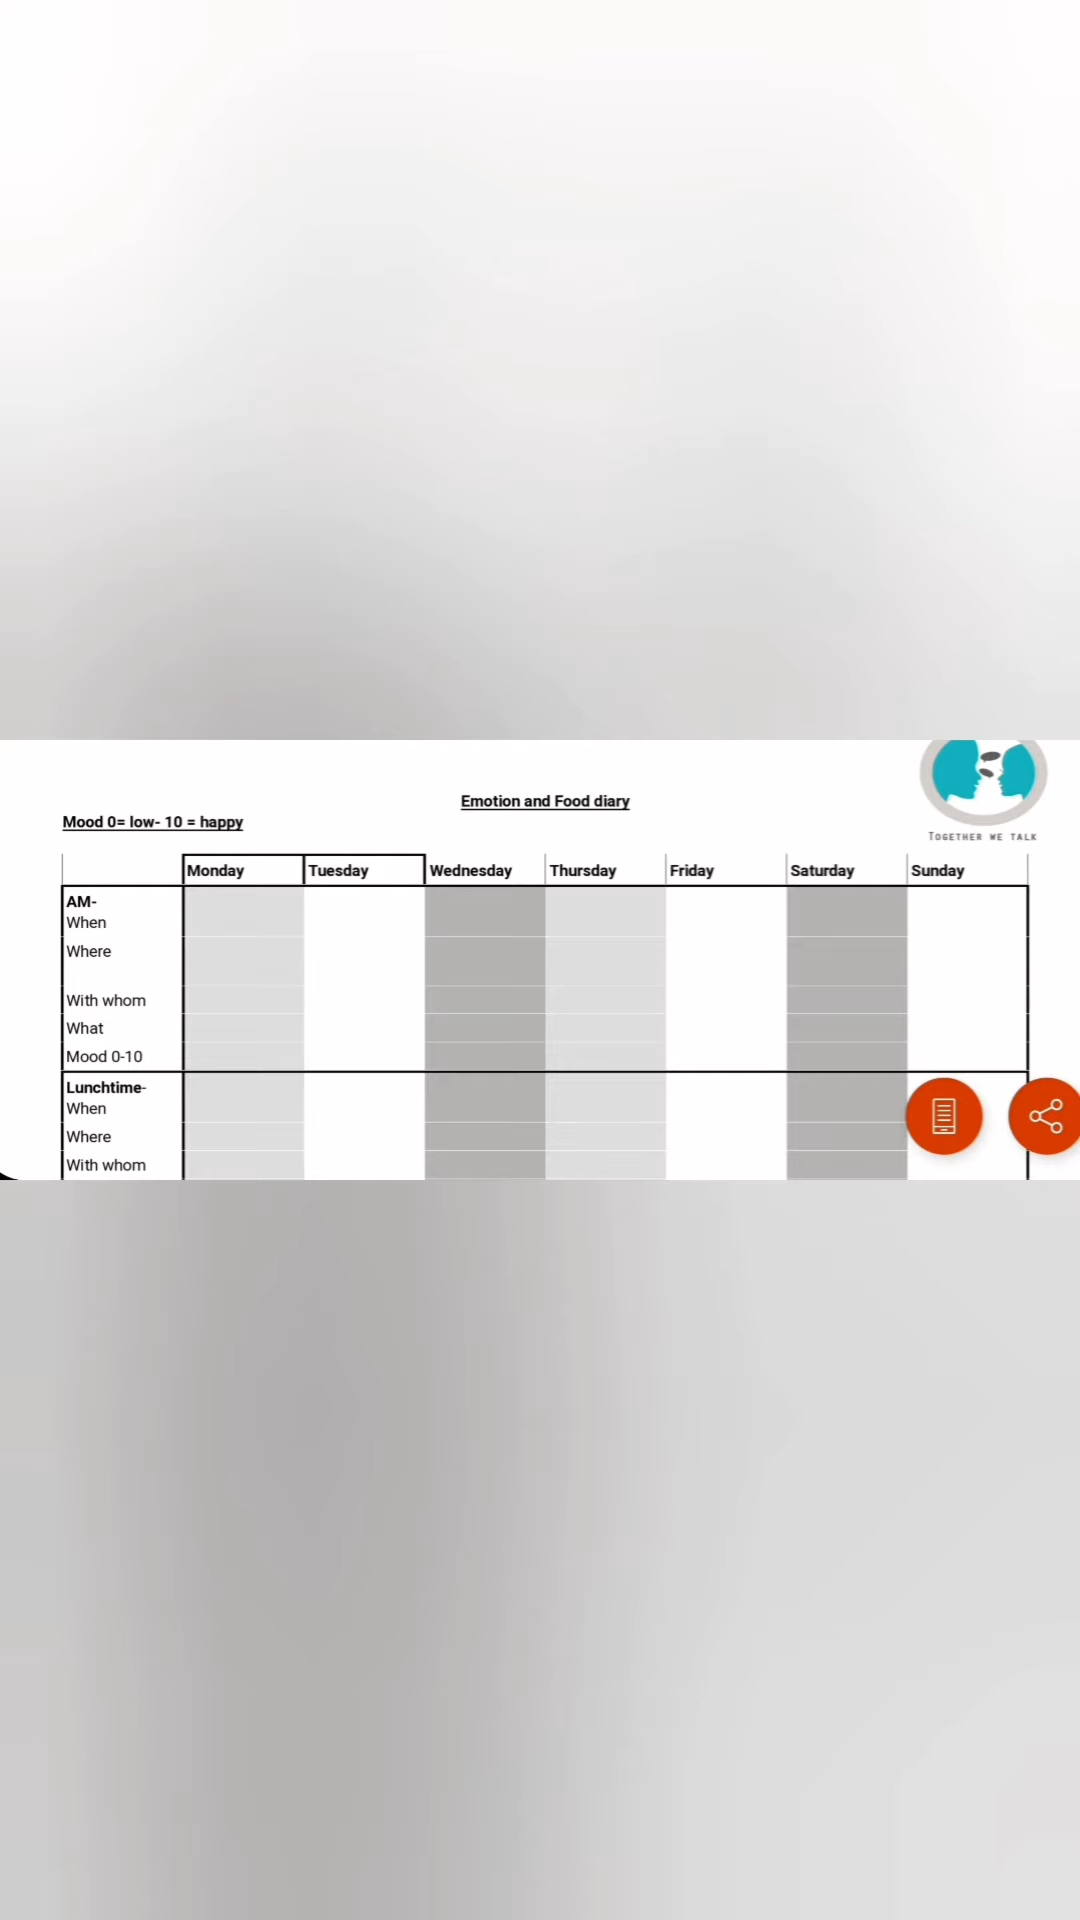 TOGETHER WE TALK
Emotion and Food diary
Mood 0= low- 10 = happy
Monday Tuesday Wednesday Thursday Friday Saturday Sunday
AM-
When
Where
With whom
What
Mood 0-10
Lunchtime-
When
Where
With whom